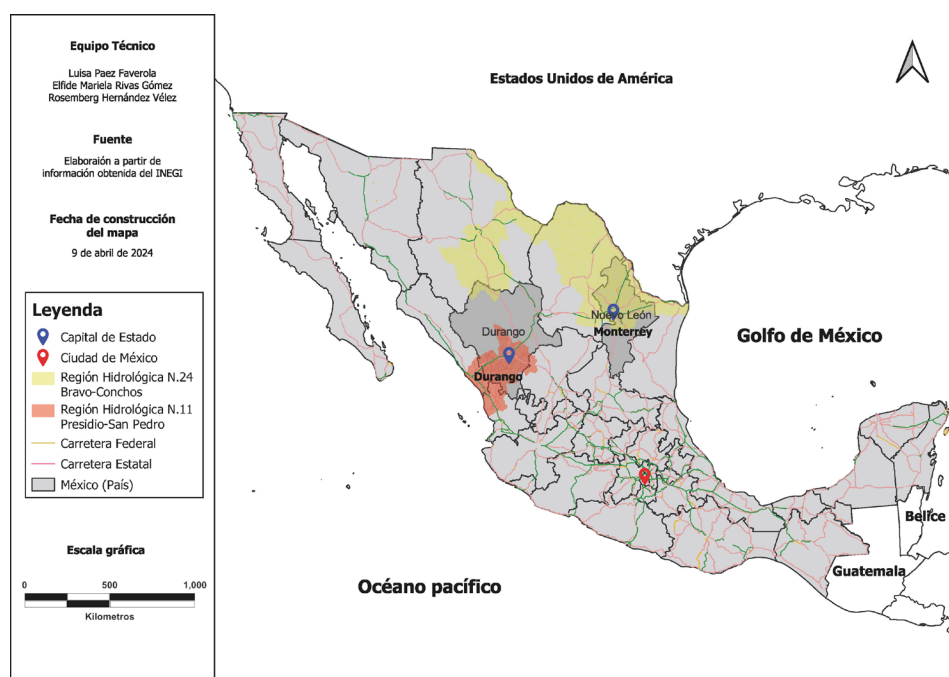 Equipo Técnico
Luisa Paez Faverola
Elfide Mariela Rivas Gómez
Rosemberg Hernández Vélez
Fuente
Elaboraión a partir de
información obtenida del INEGI
Fecha de construcción
del mapa
9 de abril de 2024
Leyenda
Capital de Estado
Ciudad de México
Región Hidrológica N.24
Bravo-Conchos
Región Hidrológica N.11
Presidio-San Pedro
Carretera Federal
Carretera Estatal
México (País)
Escala gráfica
0 500 1,000
Kilometros
Estados Unidos de América
Nuevo León
Monterrey
Durango
Durango
Golfo de México
Océano pacífico
Belice
Guatemala